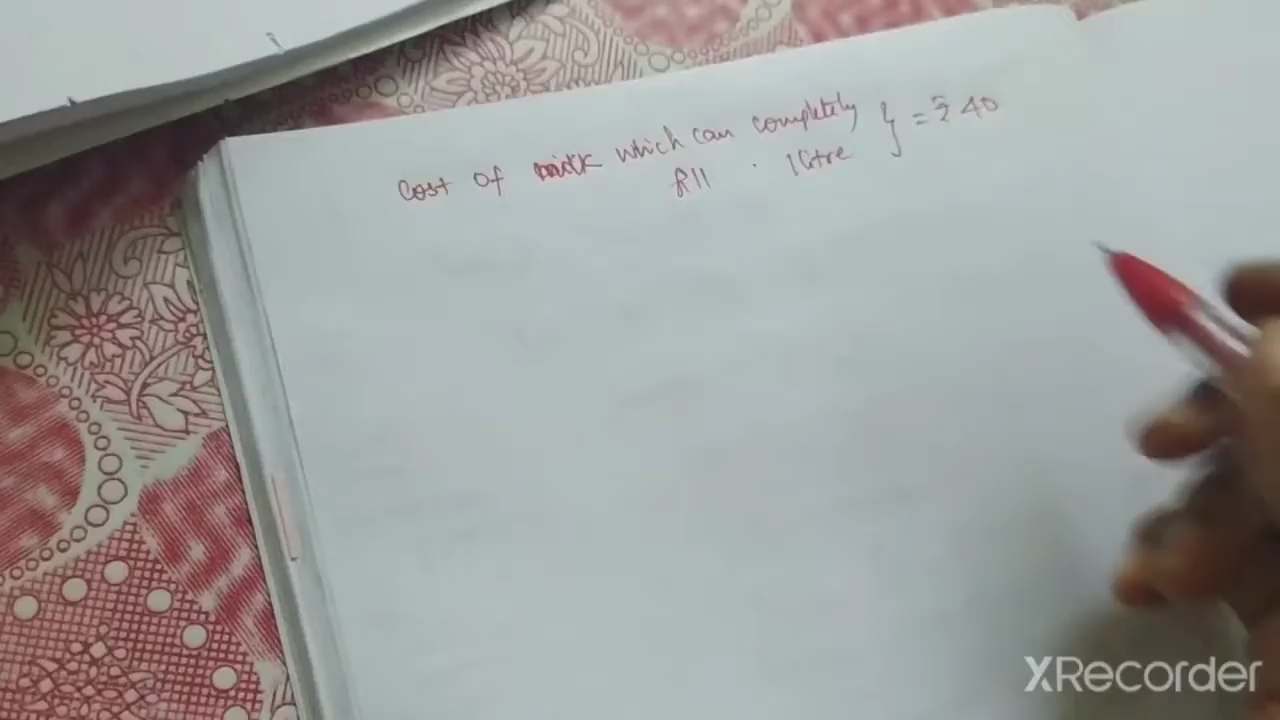 Cost of milk which can completely } = ₹ 40
fill 1 litre
XRecorder